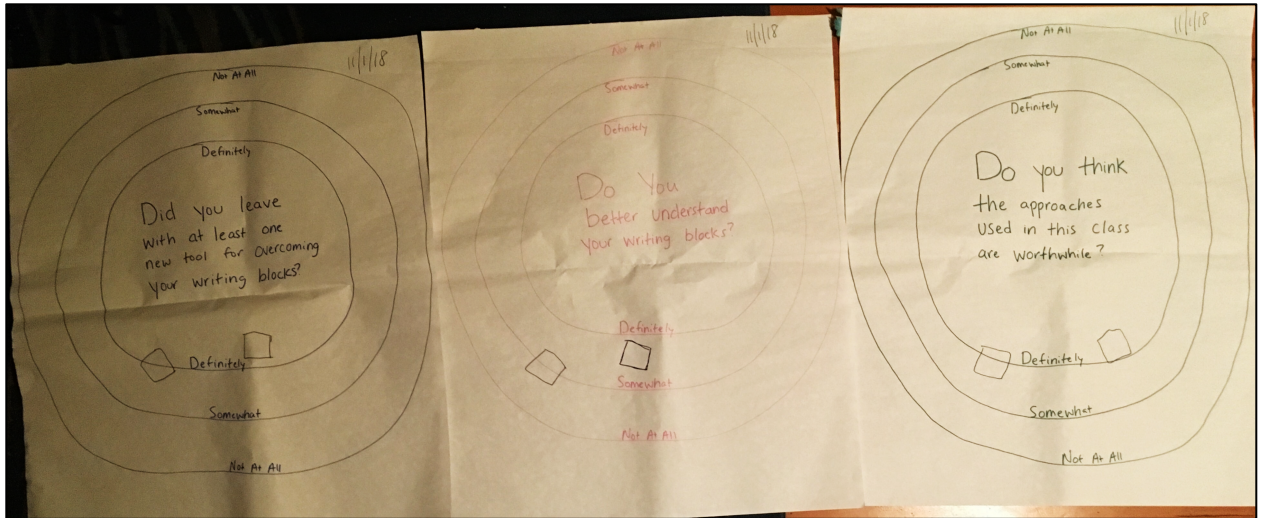 11/1/18
Not At All
Somewhat
Definitely
Did you leave
with at least one
new tool for overcoming
your writing blocks?
Definitely
Somewhat
Not At All
11/1/18
Not At All
Somewhat
Definitely
Do You
better understand
your writing blocks?
Definitely
Somewhat
Not At All
11/1/18
Not At All
Somewhat
Definitely
Do you think
the approaches
used in this class
are worthwhile?
Definitely
Somewhat
Not At All